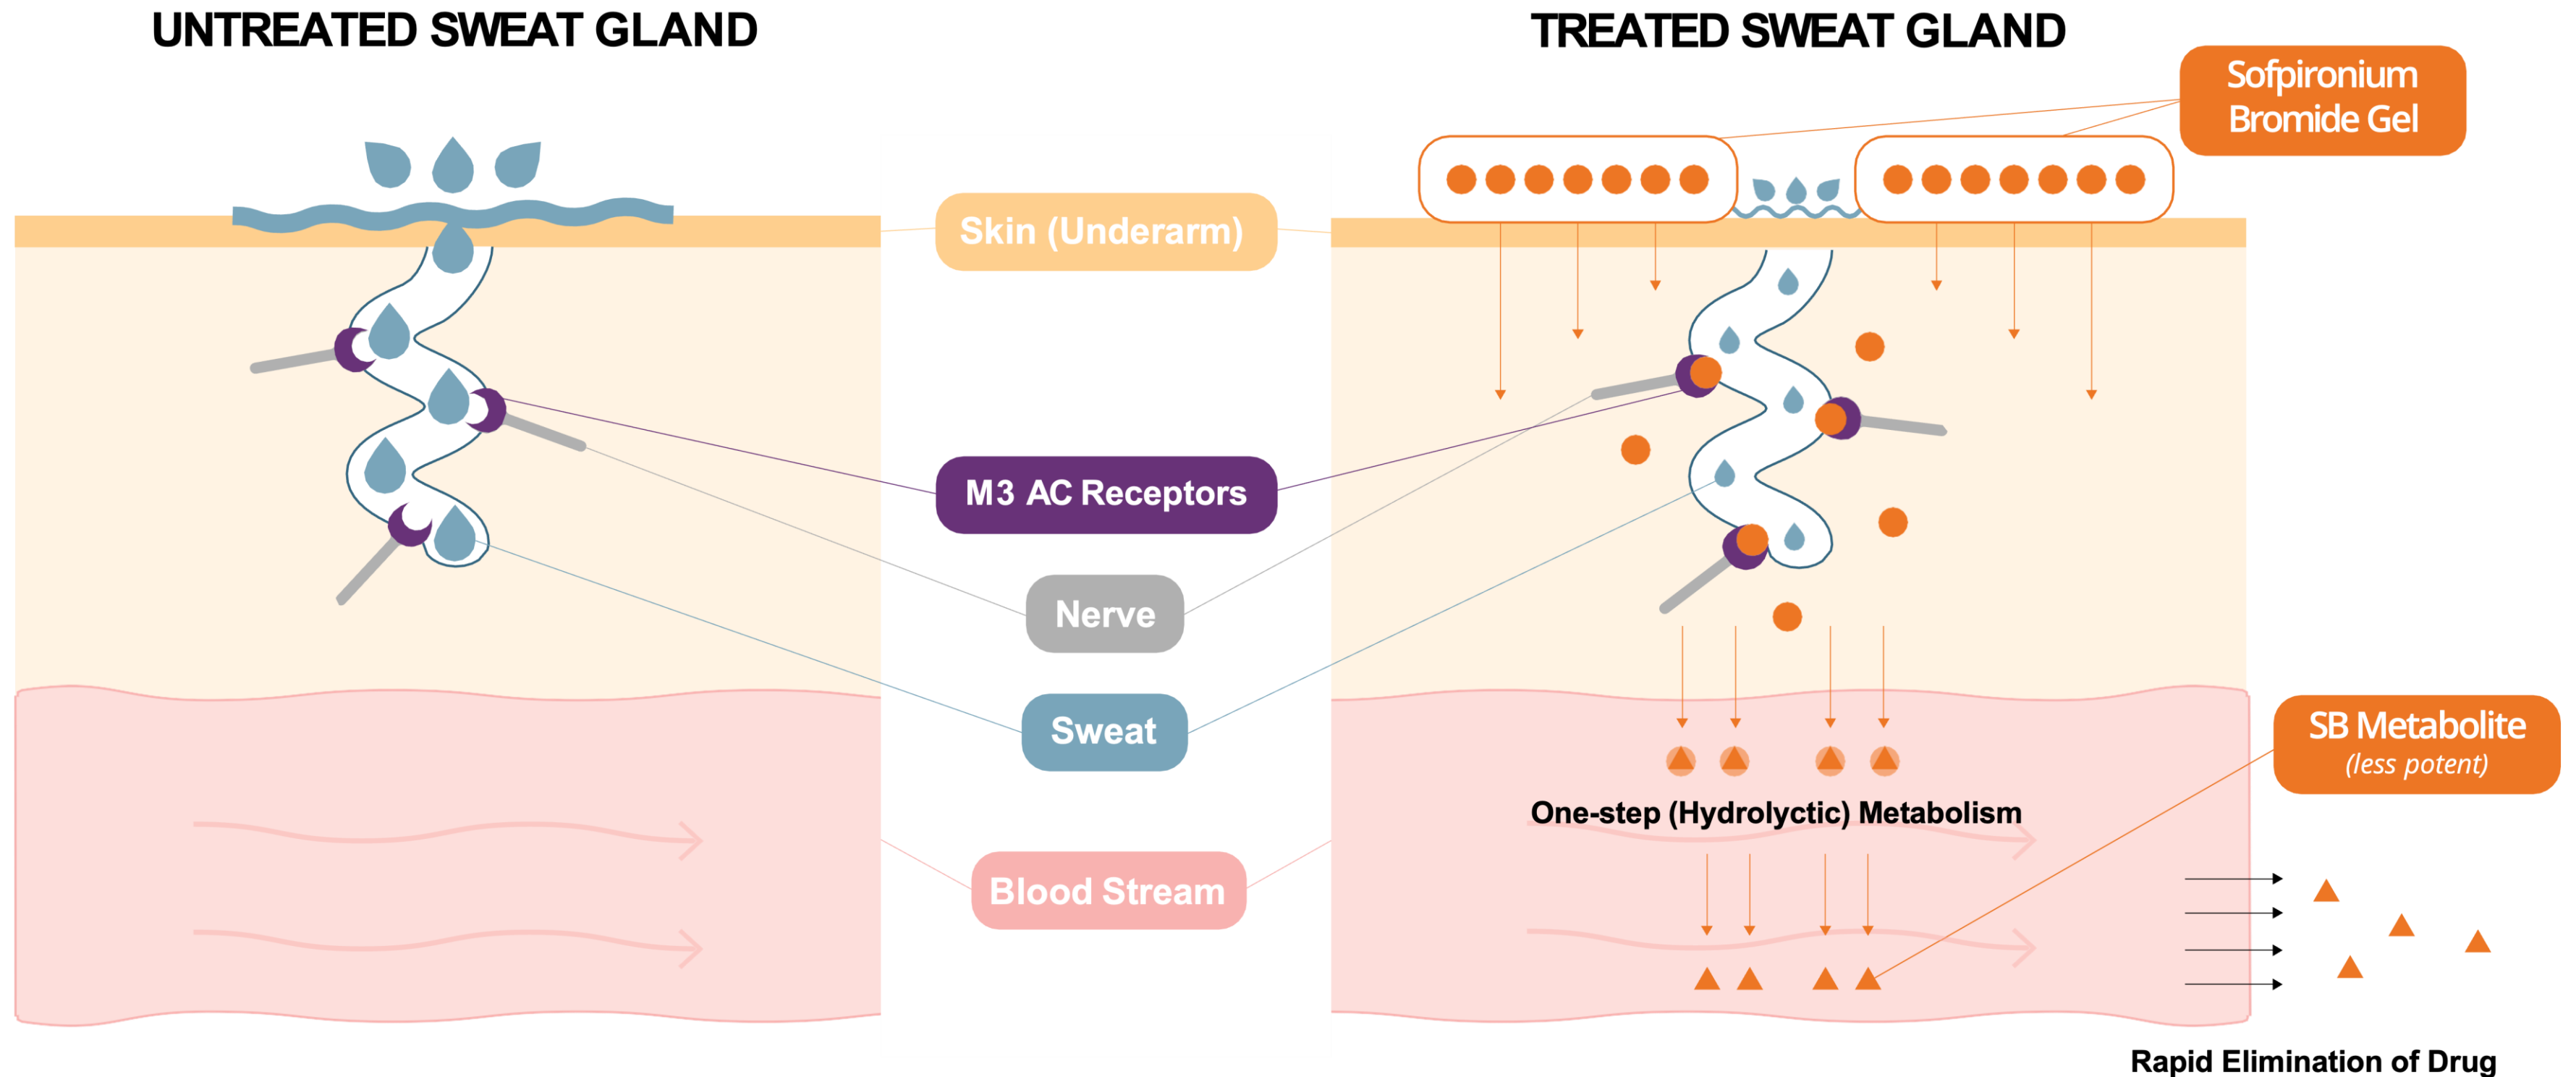 UNTREATED SWEAT GLAND
TREATED SWEAT GLAND
Sofpironium
Bromide Gel
Skin (Underarm)
M3 AC Receptors
Nerve
Sweat
Blood Stream
SB Metabolite
(less potent)
One-step (Hydrolyctic) Metabolism
Rapid Elimination of Drug